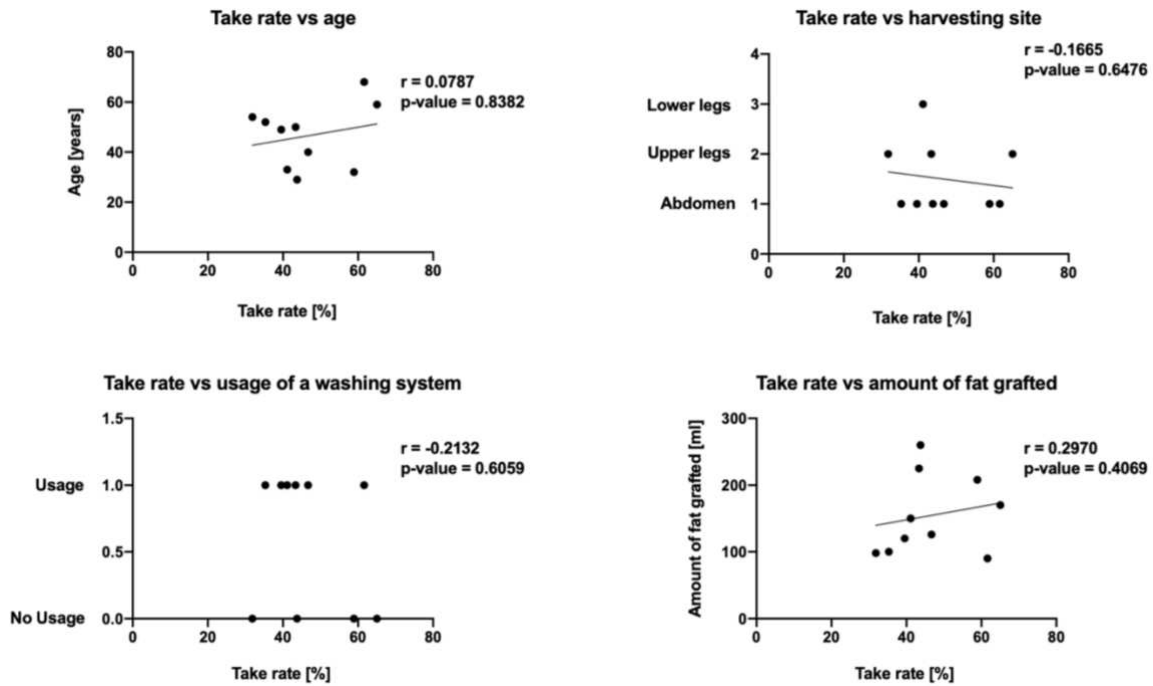 Take rate vs age
80
60
40
20
0
Age [years]
r = 0.0787
p-value = 0.8382
0 20 40 60 80
Take rate [%]
Take rate vs harvesting site
4
Lower legs 3
Upper legs 2
Abdomen 1
0
r = -0.1665
p-value = 0.6476
0 20 40 60 80
Take rate [%]
Take rate vs usage of a washing system
1.5
Usage 1.0
0.5
No Usage 0.0
r = -0.2132
p-value = 0.6059
0 20 40 60 80
Take rate [%]
Take rate vs amount of fat grafted
300
200
100
0
Amount of fat grafted [ml]
r = 0.2970
p-value = 0.4069
0 20 40 60 80
Take rate [%]